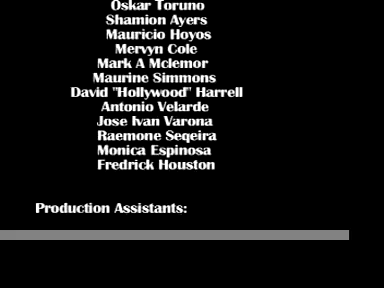 Oskar Toruno
Shamion Ayers
Mauricio Hoyos
Mervyn Cole
Mark A Mclemor
Maurine Simmons
David "Hollywood" Harrell
Antonio Velarde
Jose Ivan Varona
Raemone Seqeira
Monica Espinosa
Fredrick Houston
Production Assistants: